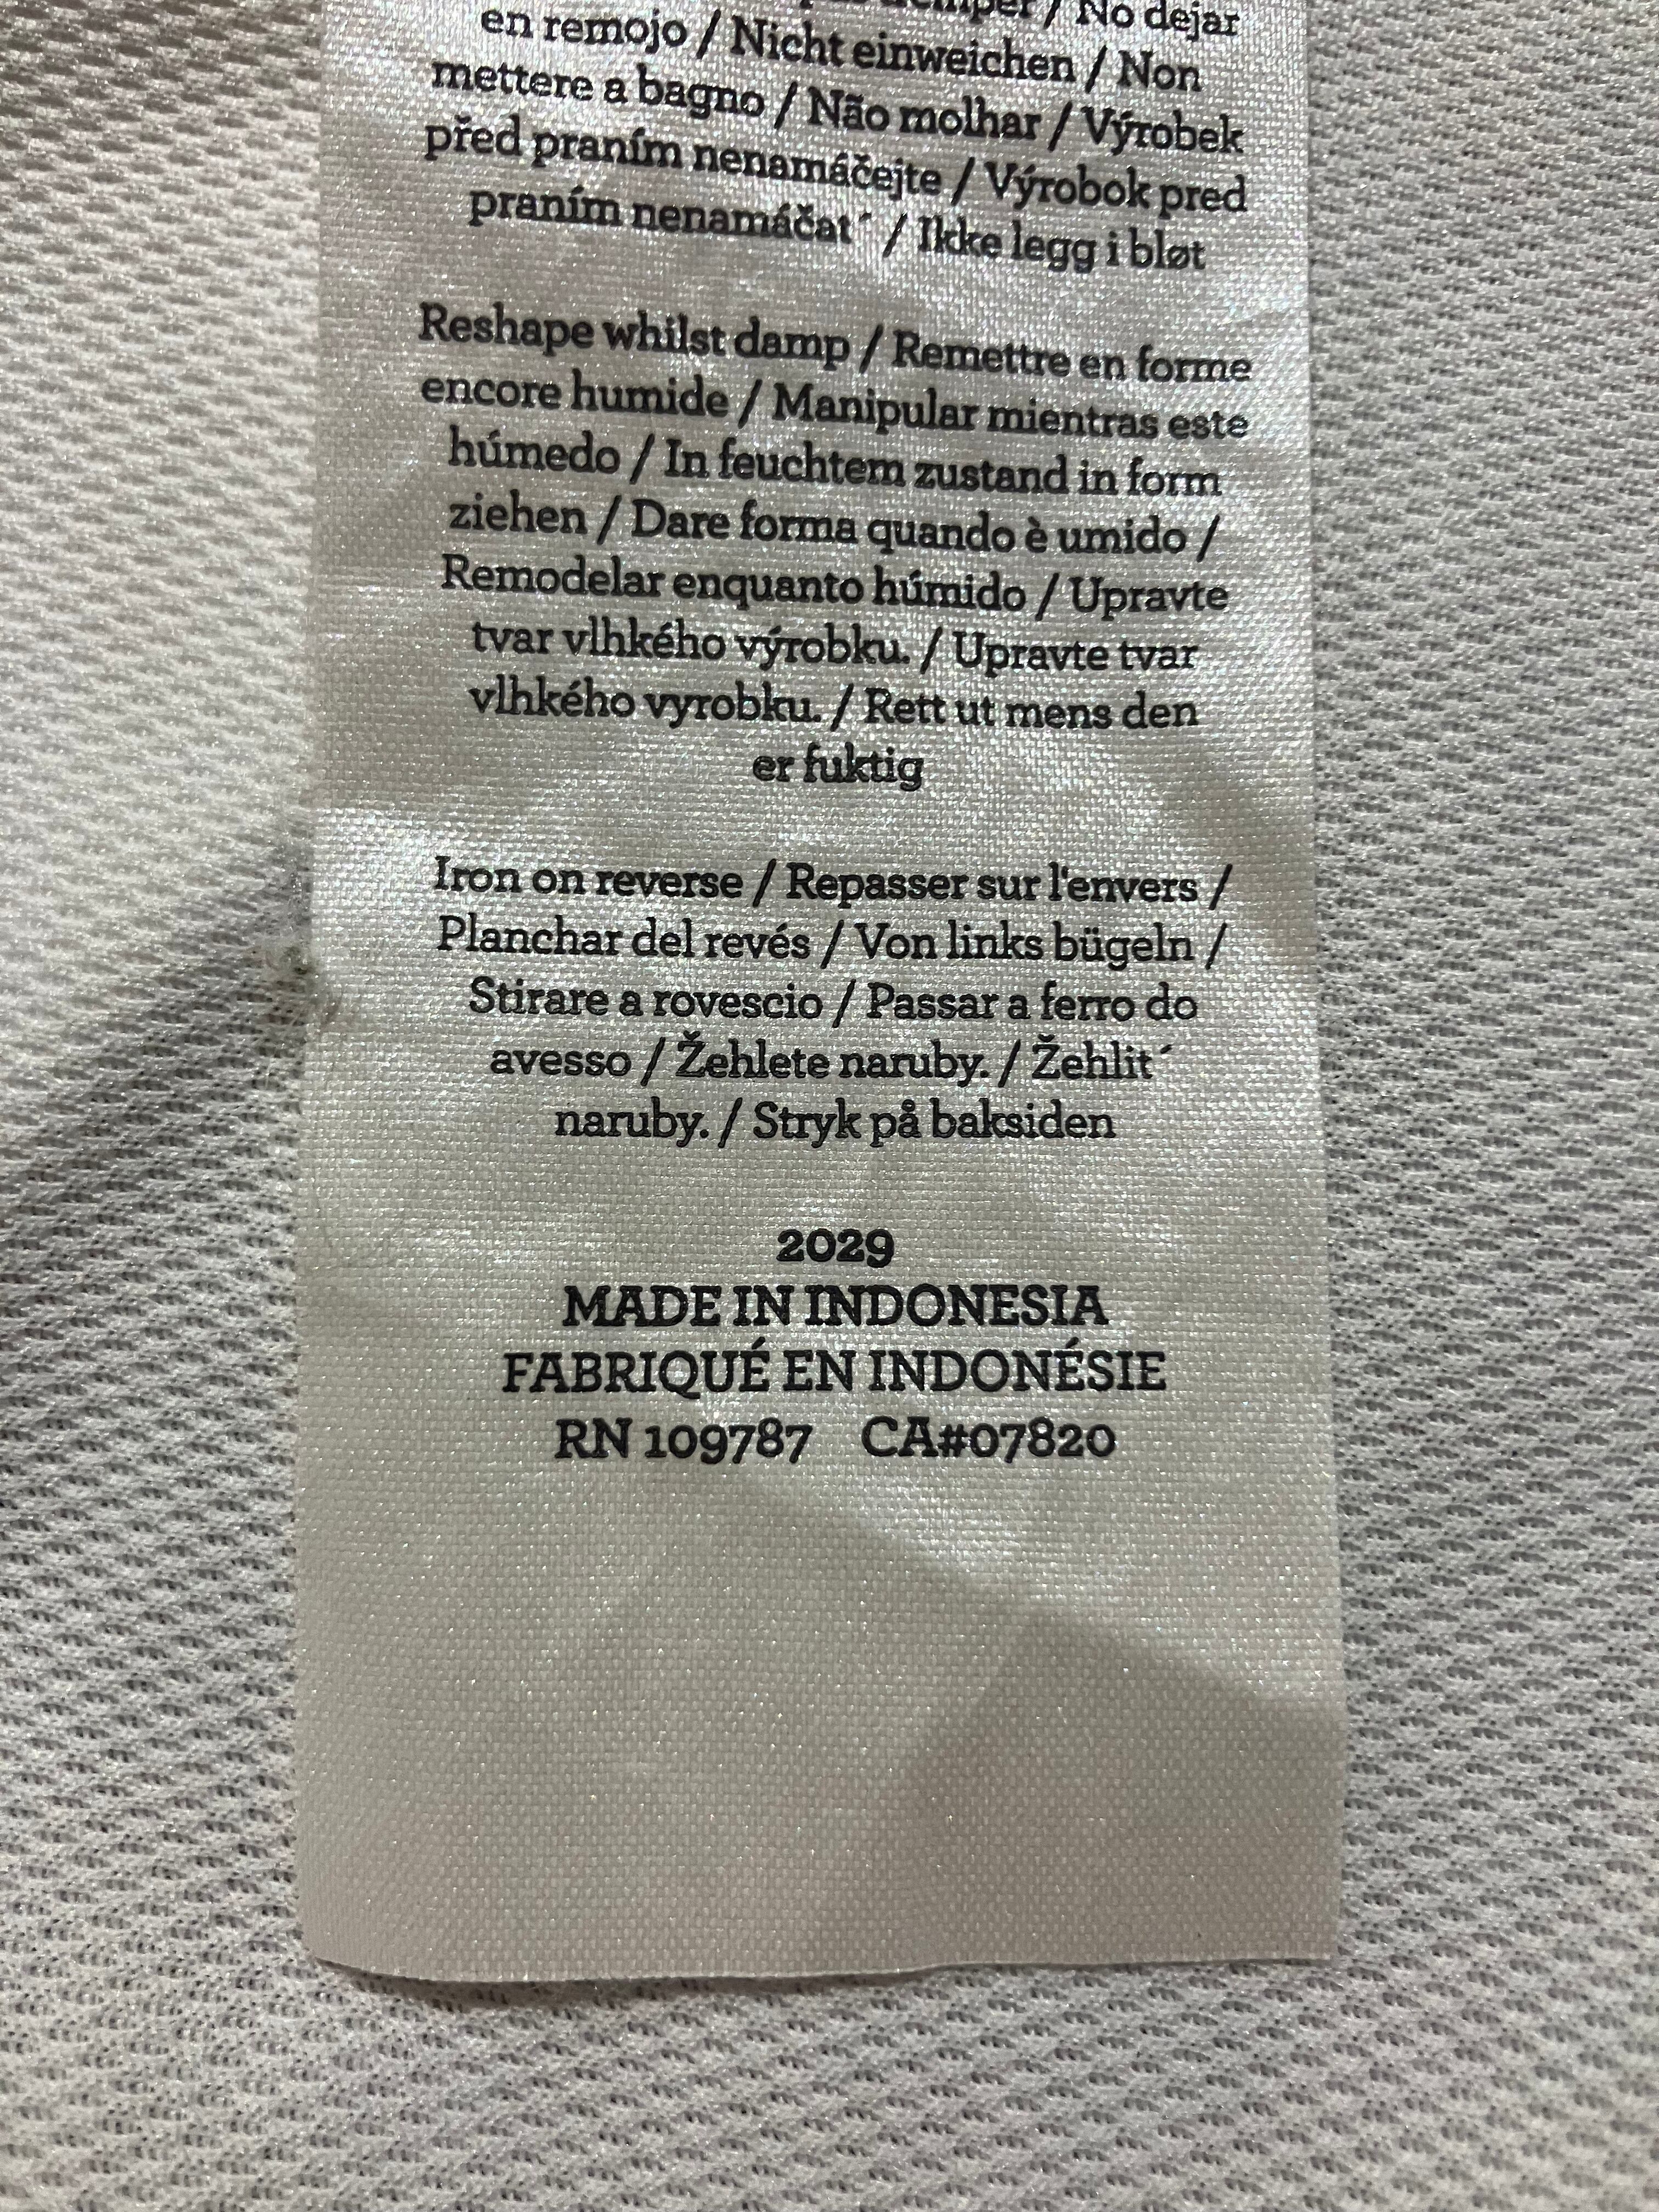 / No dejar
en remojo / Nicht einweichen / Non
mettere a bagno / Não molhar / Výrobek
před praním nenamáčejte / Výrobok pred
praním nenamáčat´ / Ikke legg i bløt
Reshape whilst damp / Remettre en forme
encore humide / Manipular mientras este
húmedo / In feuchtem zustand in form
ziehen / Dare forma quando è umido /
Remodelar enquanto húmido / Upravte
tvar vlhkého výrobku. / Upravte tvar
vlhkého vyrobku. / Rett ut mens den
er fuktig
Iron on reverse / Repasser sur l'envers /
Planchar del revés / Von links bügeln /
Stirare a rovescio / Passar a ferro do
avesso / Žehlete naruby. / Žehlit´
naruby. / Stryk på baksiden
2029
MADE IN INDONESIA
FABRIQUÉ EN INDONÉSIE
RN 109787 CA#07820